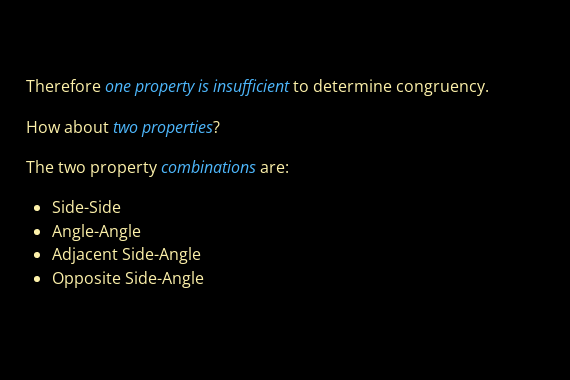 Therefore one property is insufficient to determine congruency.
How about two properties?
The two property combinations are:
• Side-Side
• Angle-Angle
• Adjacent Side-Angle
• Opposite Side-Angle